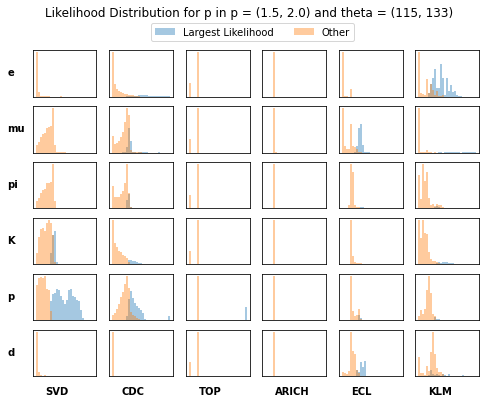 Likelihood Distribution for p in p = (1.5, 2.0) and theta = (115, 133)
Largest Likelihood Other
e
mu
pi
K
p
d
SVD CDC TOP ARICH ECL KLM